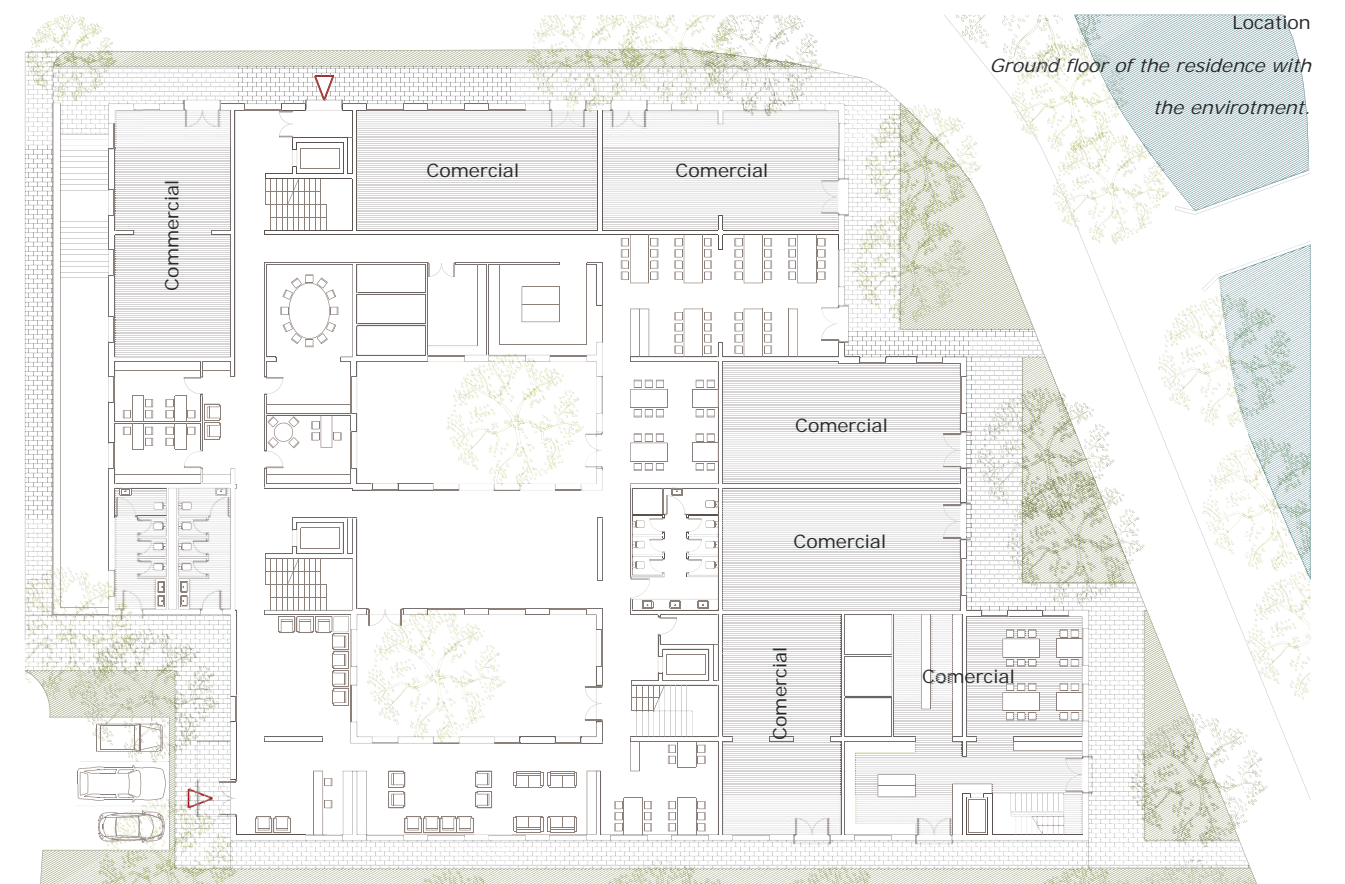 Location
Ground floor of the residence with
the envirotment.
Comercial
Comercial
Commercial
Comercial
Comercial
Comercial
Comercial